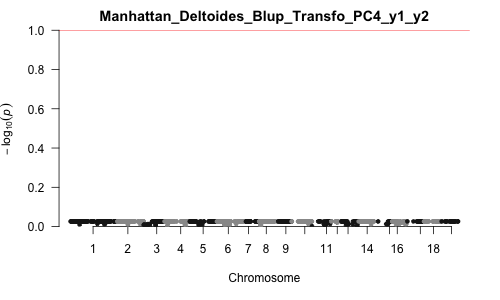 Manhattan_Deltoides_Blup_Transfo_PC4_y1_y2
− log10(p)
1.0
0.8
0.6
0.4
0.2
0.0
1 2 3 4 5 6 7 8 9 11 14 16 18
Chromosome